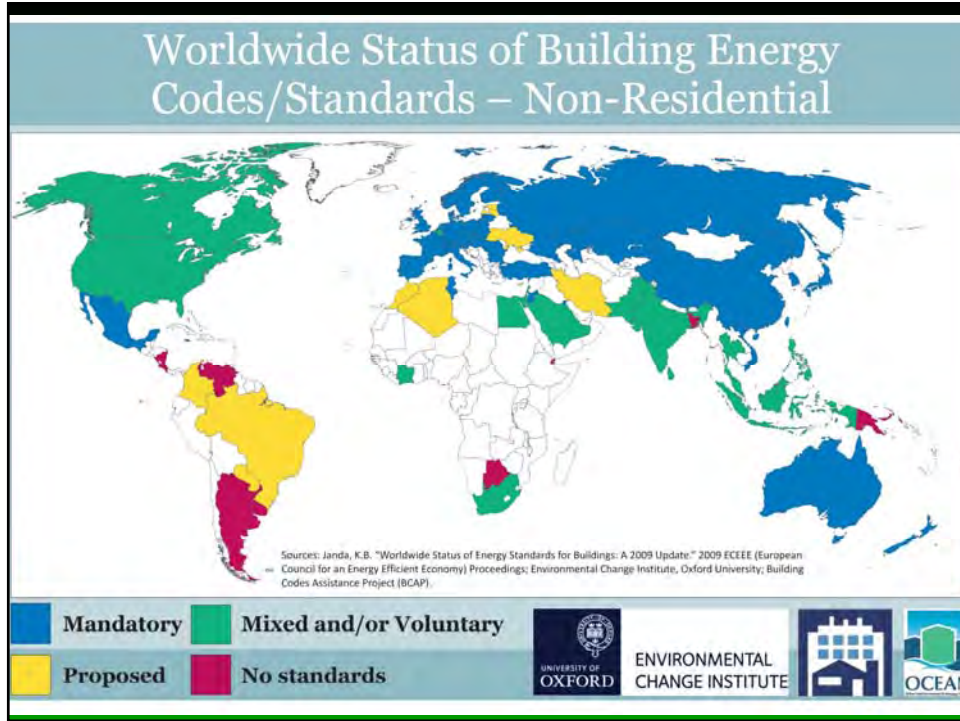 Worldwide Status of Building Energy
Codes/Standards – Non-Residential
Sources: Janda, K.B. "Worldwide Status of Energy Standards for Buildings: A 2009 Update." 2009 ECEEE (European
Council for an Energy Efficient Economy) Proceedings; Environmental Change Institute, Oxford University; Building
Codes Assistance Project (BCAP).
Mandatory
Mixed and/or Voluntary
Proposed
No standards
UNIVERSITY OF
OXFORD
ENVIRONMENTAL
CHANGE INSTITUTE
OCEAN